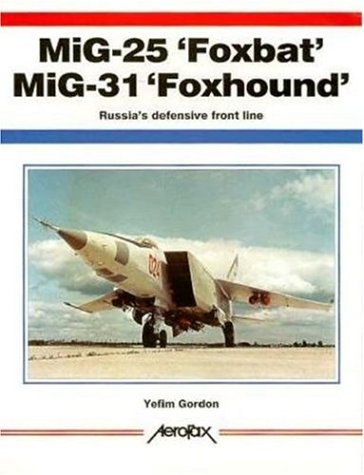 MiG-25 'Foxbat'
MiG-31 'Foxhound'
Russia's defensive front line
Yefim Gordon
AeroFax